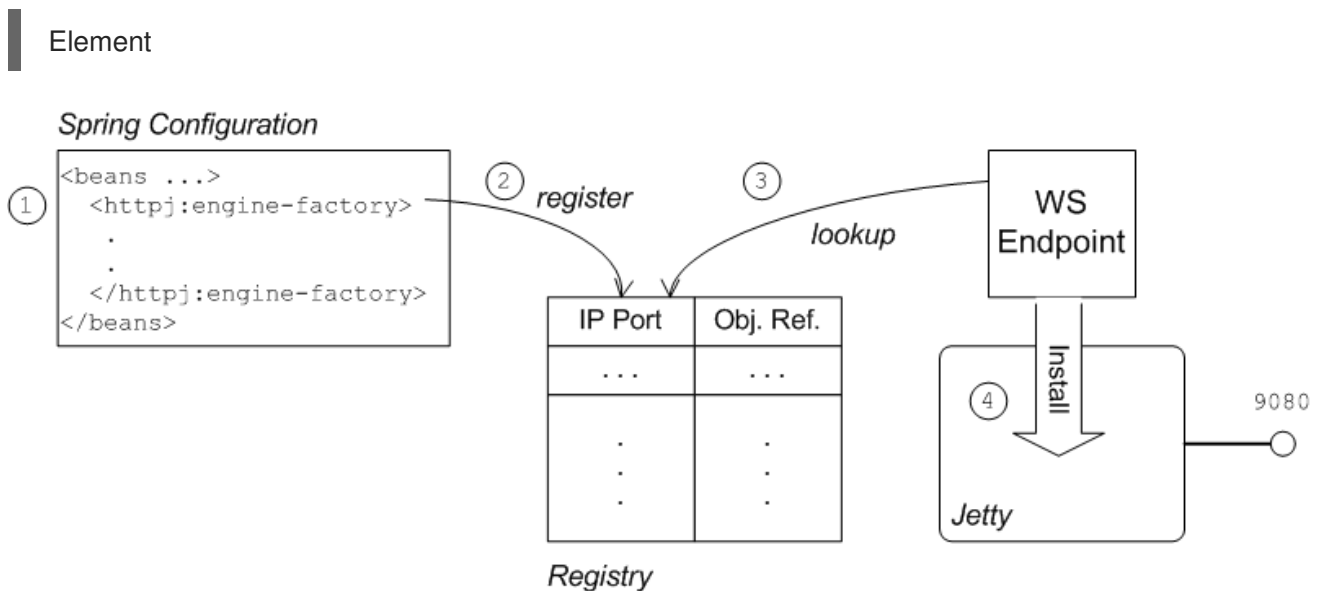 Element
Spring Configuration
1
<beans ...>
<httpj:engine-factory>
.
.
</httpj:engine-factory>
</beans>
2
register
3
lookup
WS
Endpoint
IP Port Obj. Ref.
... ...
. .
. .
. .
Registry
Install
4
Jetty
9080